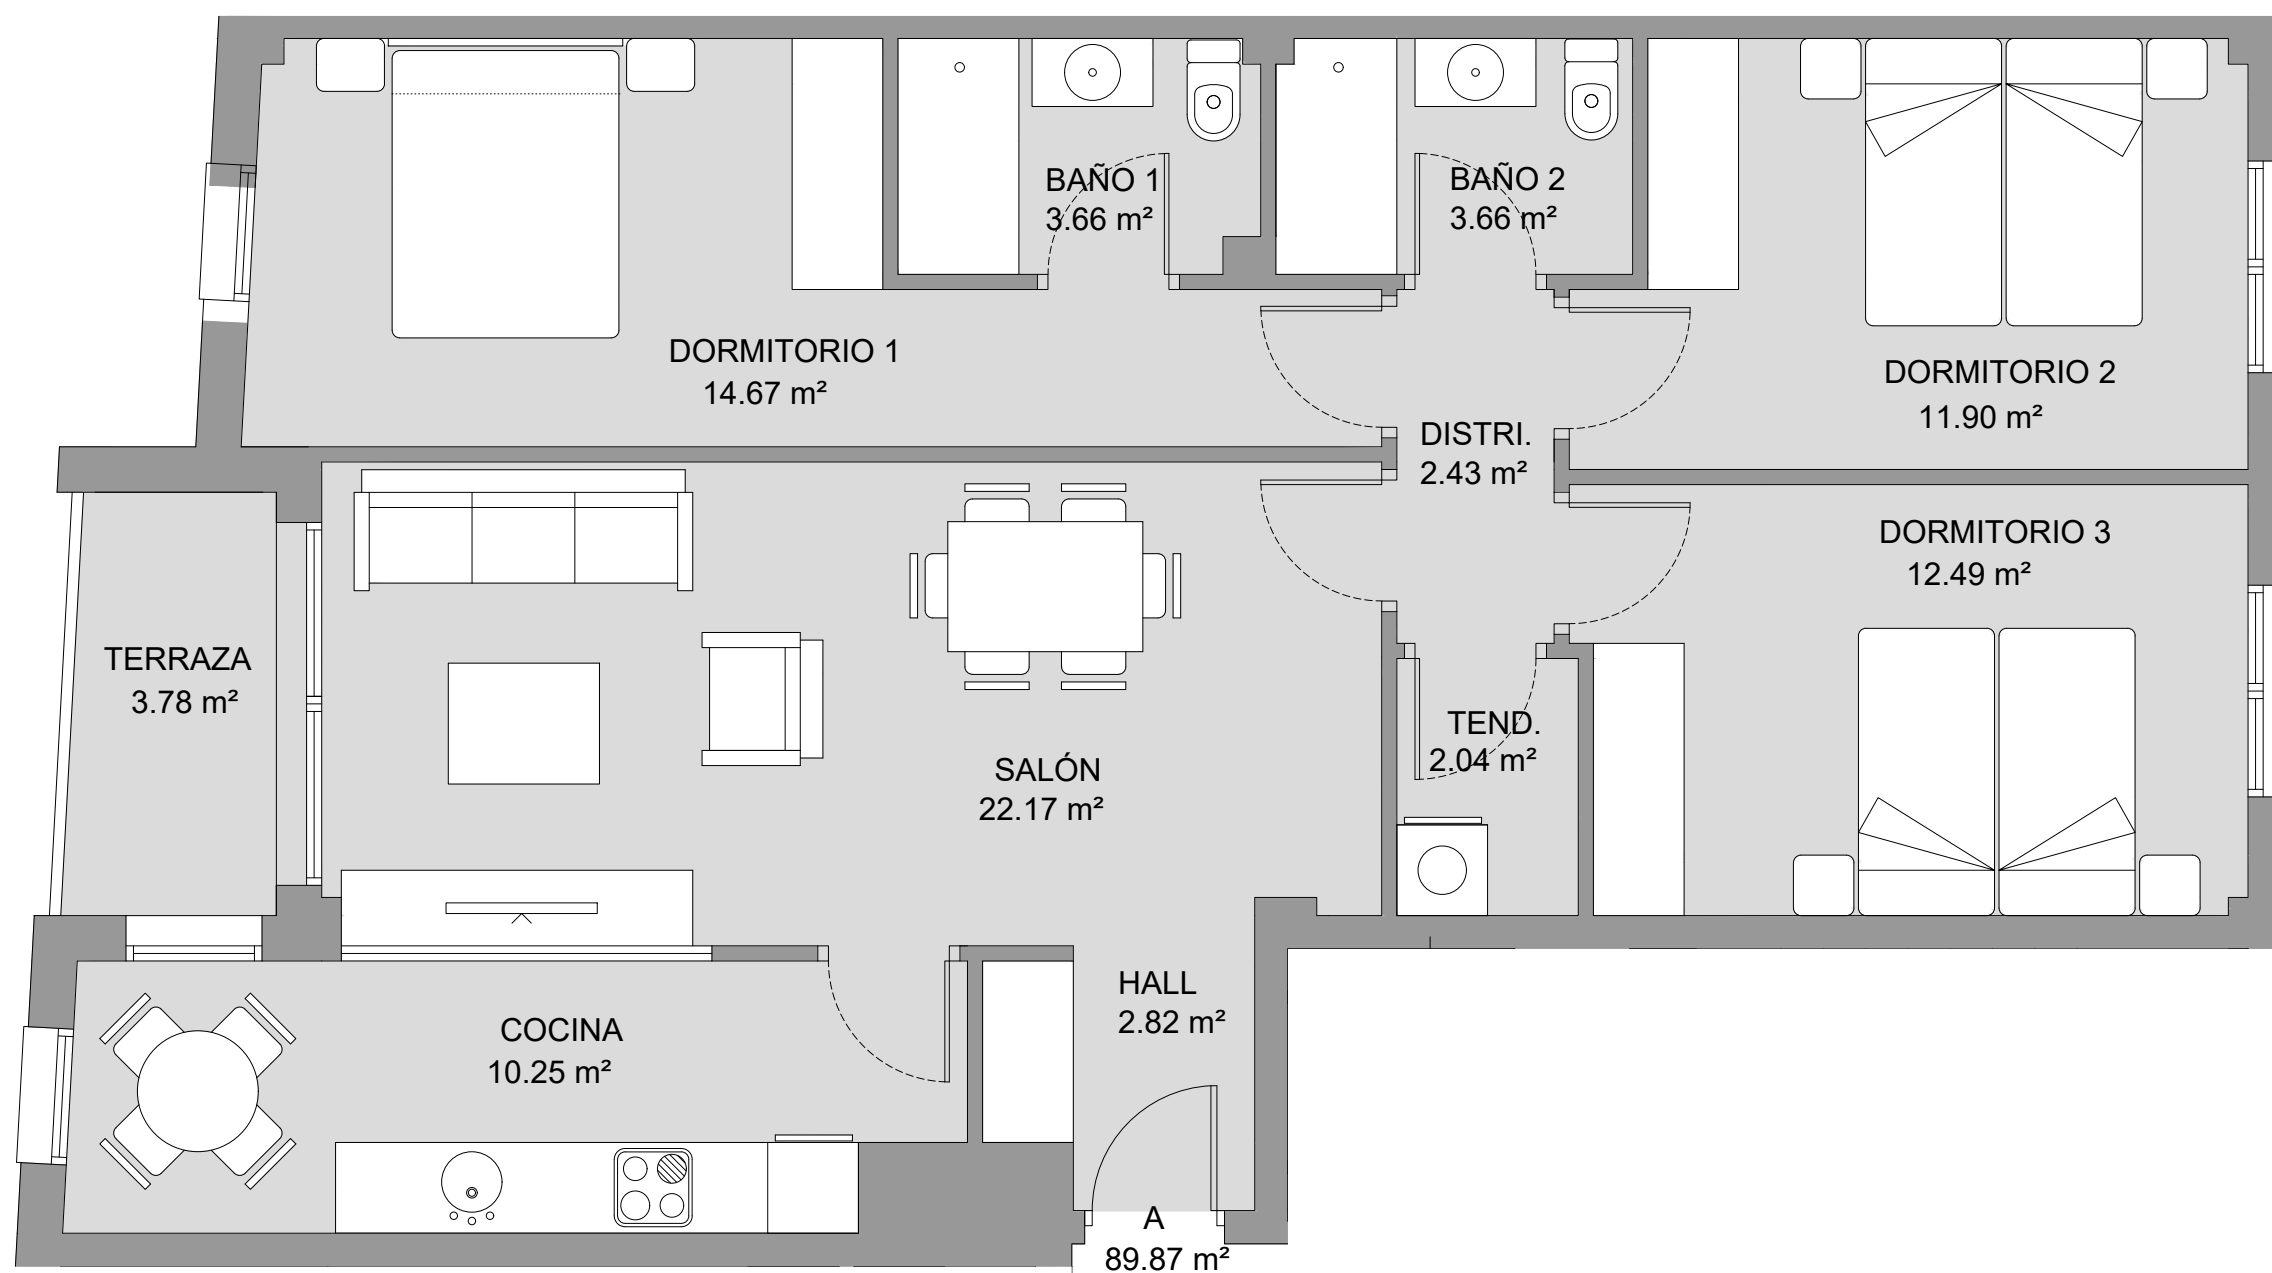 BAÑO 1
3.66 m²
BAÑO 2
3.66 m²
DORMITORIO 1
14.67 m²
DORMITORIO 2
11.90 m²
DISTRI.
2.43 m²
DORMITORIO 3
12.49 m²
TERRAZA
3.78 m²
TEND.
2.04 m²
SALÓN
22.17 m²
HALL
2.82 m²
COCINA
10.25 m²
A
89.87 m²